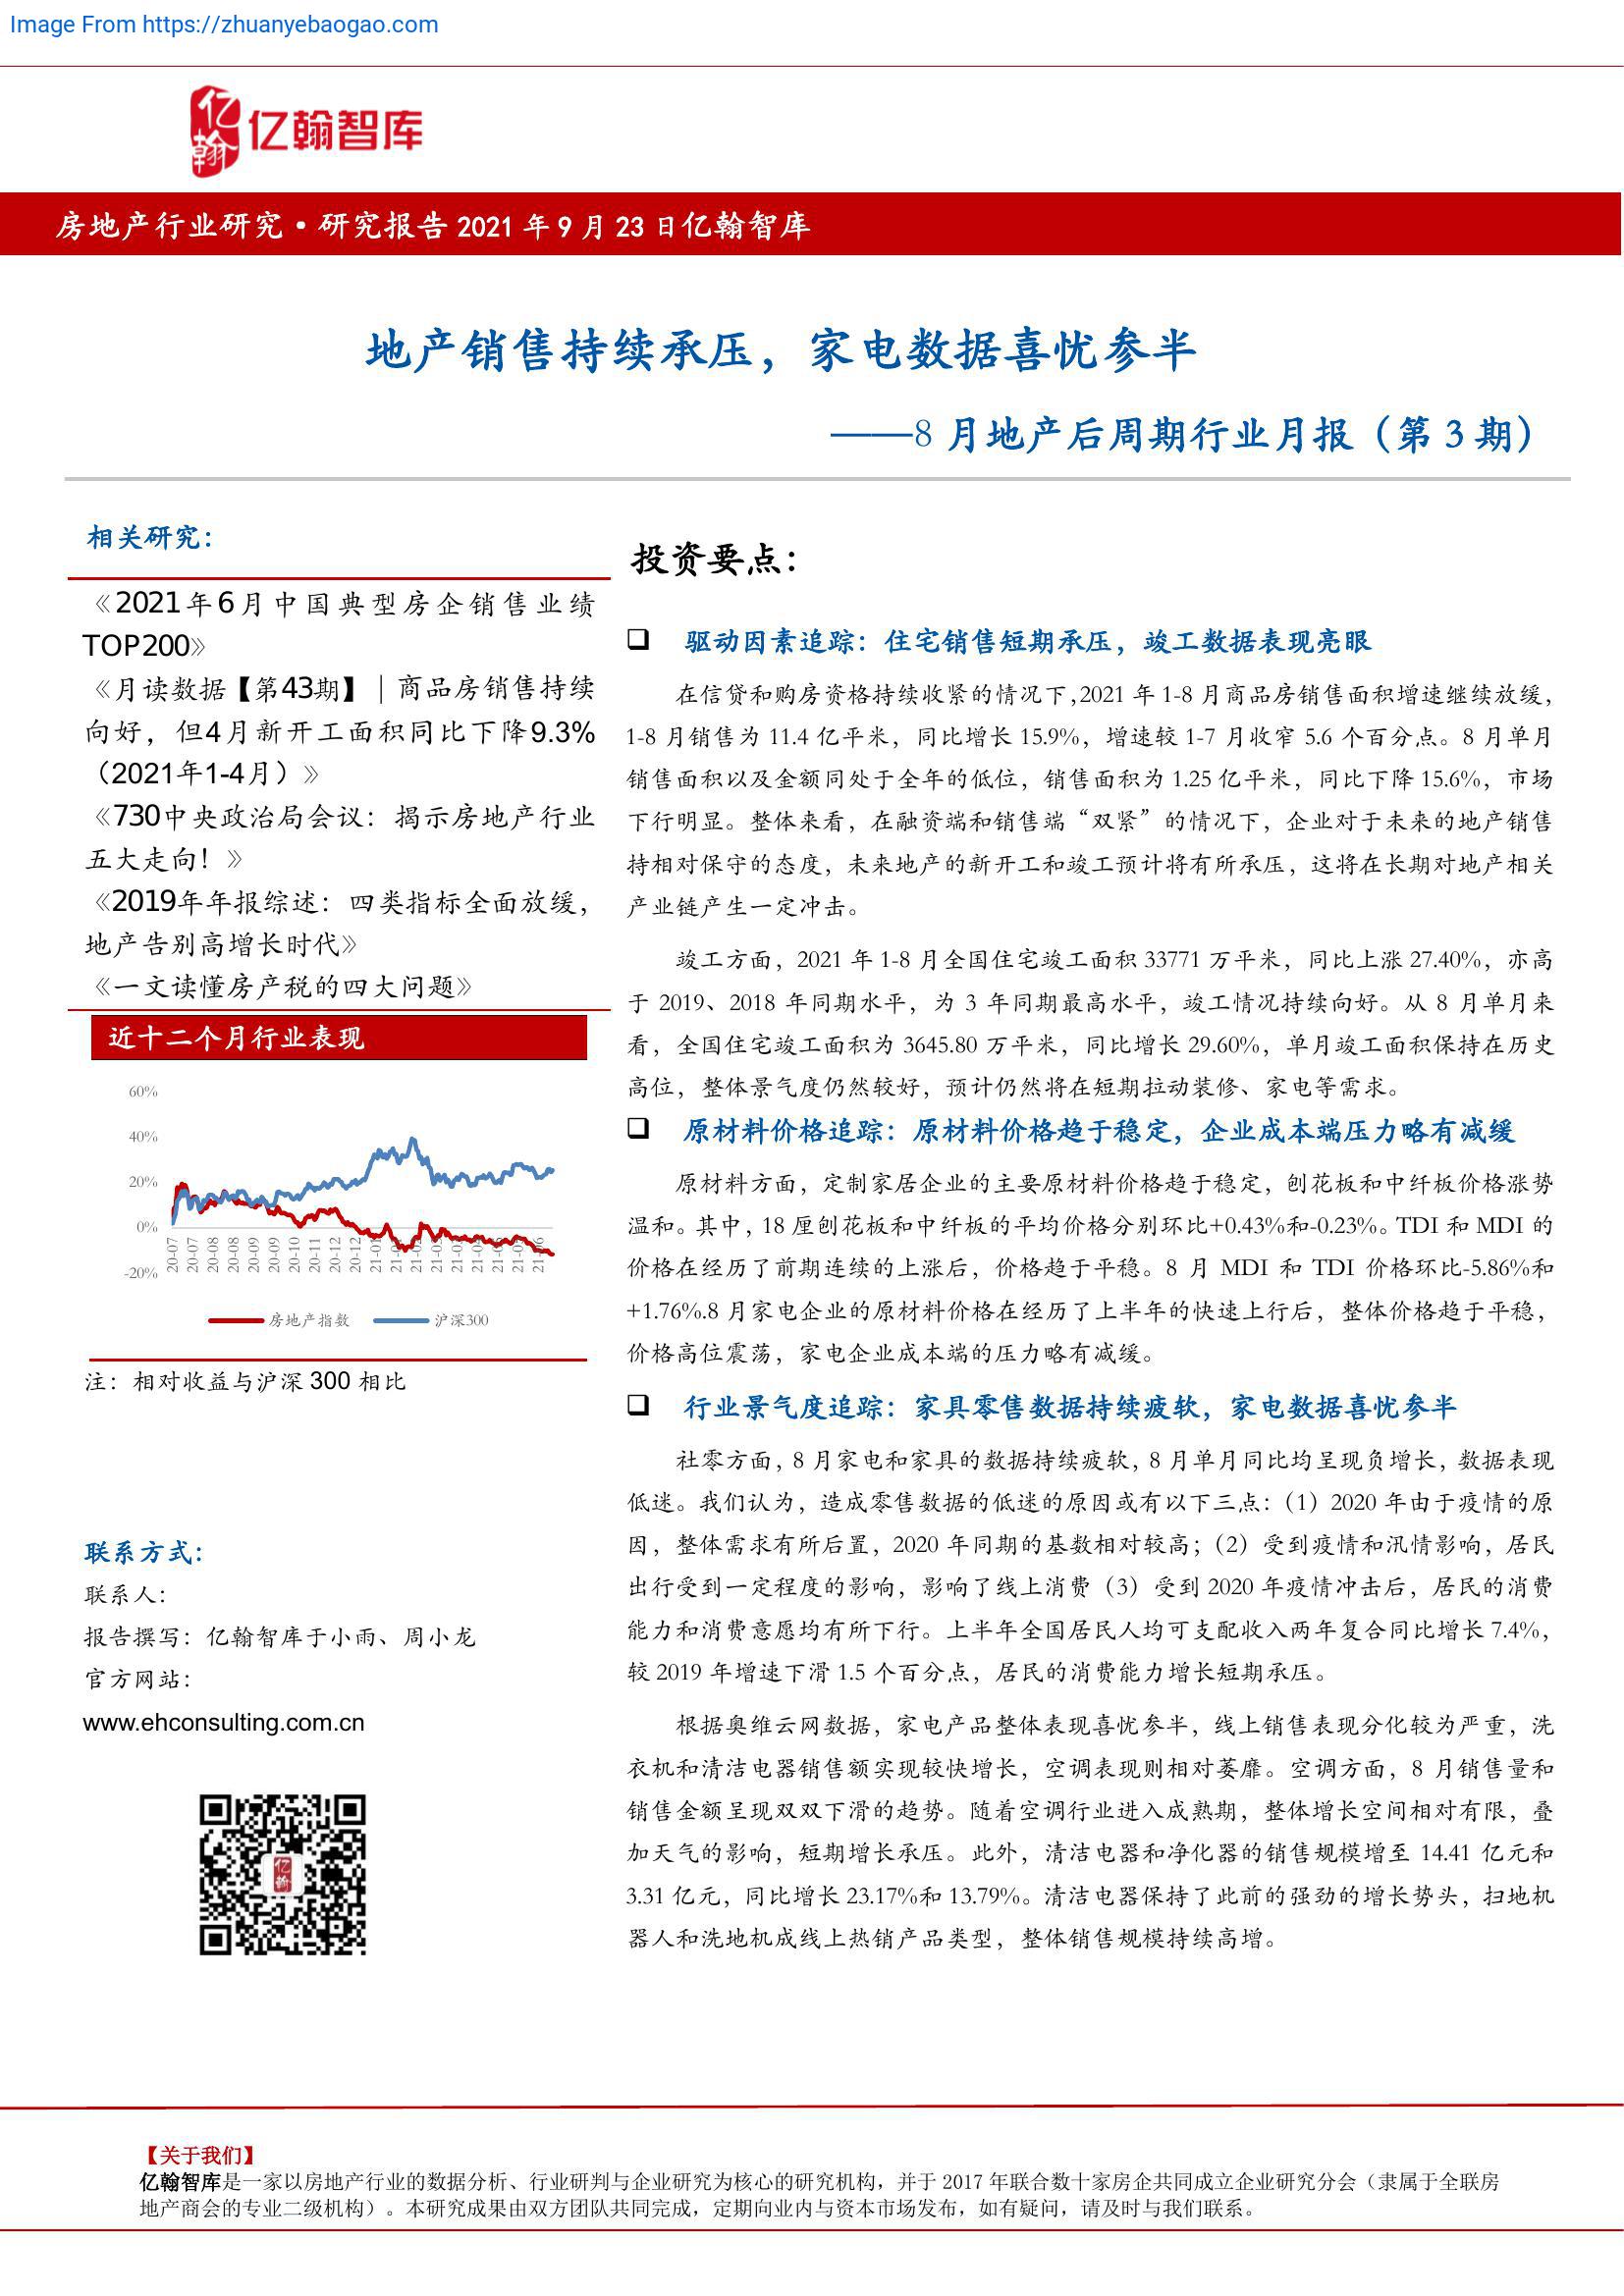 Image From https://zhuanyebaogao.com
亿翰
亿翰智库
房地产行业研究·研究报告 2021 年 9 月 23 日亿翰智库
地产销售持续承压，家电数据喜忧参半
——8 月地产后周期行业月报（第 3 期）
相关研究：
《2021年6月中国典型房企销售业绩
TOP200》
《月读数据【第43期】｜商品房销售持续
向好，但4月新开工面积同比下降9.3%
（2021年1-4月）》
《730中央政治局会议：揭示房地产行业
五大走向！》
《2019年年报综述：四类指标全面放缓，
地产告别高增长时代》
《一文读懂房产税的四大问题》
近十二个月行业表现
60%
40%
20%
0%
-20%
20-07
20-07
20-08
20-08
20-09
20-09
20-10
20-11
20-12
20-12
房地产指数
沪深300
注：相对收益与沪深 300 相比
联系方式：
联系人：
报告撰写：亿翰智库于小雨、周小龙
官方网站：
www.ehconsulting.com.cn
亿翰
投资要点：
❑ 驱动因素追踪：住宅销售短期承压，竣工数据表现亮眼
在信贷和购房资格持续收紧的情况下,2021 年 1-8 月商品房销售面积增速继续放缓，
1-8 月销售为 11.4 亿平米，同比增长 15.9%，增速较 1-7 月收窄 5.6 个百分点。8 月单月
销售面积以及金额同处于全年的低位，销售面积为 1.25 亿平米，同比下降 15.6%，市场
下行明显。整体来看，在融资端和销售端“双紧”的情况下，企业对于未来的地产销售
持相对保守的态度，未来地产的新开工和竣工预计将有所承压，这将在长期对地产相关
产业链产生一定冲击。
竣工方面，2021 年 1-8 月全国住宅竣工面积 33771 万平米，同比上涨 27.40%，亦高
于 2019、2018 年同期水平，为 3 年同期最高水平，竣工情况持续向好。从 8 月单月来
看，全国住宅竣工面积为 3645.80 万平米，同比增长 29.60%，单月竣工面积保持在历史
高位，整体景气度仍然较好，预计仍然将在短期拉动装修、家电等需求。
❑ 原材料价格追踪：原材料价格趋于稳定，企业成本端压力略有减缓
原材料方面，定制家居企业的主要原材料价格趋于稳定，刨花板和中纤板价格涨势
温和。其中，18 厘刨花板和中纤板的平均价格分别环比+0.43%和-0.23%。TDI 和 MDI 的
价格在经历了前期连续的上涨后，价格趋于平稳。8 月 MDI 和 TDI 价格环比-5.86%和
+1.76%.8 月家电企业的原材料价格在经历了上半年的快速上行后，整体价格趋于平稳，
价格高位震荡，家电企业成本端的压力略有减缓。
❑ 行业景气度追踪：家具零售数据持续疲软，家电数据喜忧参半
社零方面，8 月家电和家具的数据持续疲软，8 月单月同比均呈现负增长，数据表现
低迷。我们认为，造成零售数据的低迷的原因或有以下三点：（1）2020 年由于疫情的原
因，整体需求有所后置，2020 年同期的基数相对较高；（2）受到疫情和汛情影响，居民
出行受到一定程度的影响，影响了线上消费（3）受到 2020 年疫情冲击后，居民的消费
能力和消费意愿均有所下行。上半年全国居民人均可支配收入两年复合同比增长 7.4%，
较 2019 年增速下滑 1.5 个百分点，居民的消费能力增长短期承压。
根据奥维云网数据，家电产品整体表现喜忧参半，线上销售表现分化较为严重，洗
衣机和清洁电器销售额实现较快增长，空调表现则相对萎靡。空调方面，8 月销售量和
销售金额呈现双双下滑的趋势。随着空调行业进入成熟期，整体增长空间相对有限，叠
加天气的影响，短期增长承压。此外，清洁电器和净化器的销售规模增至 14.41 亿元和
3.31 亿元，同比增长 23.17%和 13.79%。清洁电器保持了此前的强劲的增长势头，扫地机
器人和洗地机成线上热销产品类型，整体销售规模持续高增。
【关于我们】
亿翰智库是一家以房地产行业的数据分析、行业研判与企业研究为核心的研究机构，并于 2017 年联合数十家房企共同成立企业研究分会（隶属于全联房
地产商会的专业二级机构）。本研究成果由双方团队共同完成，定期向业内与资本市场发布，如有疑问，请及时与我们联系。